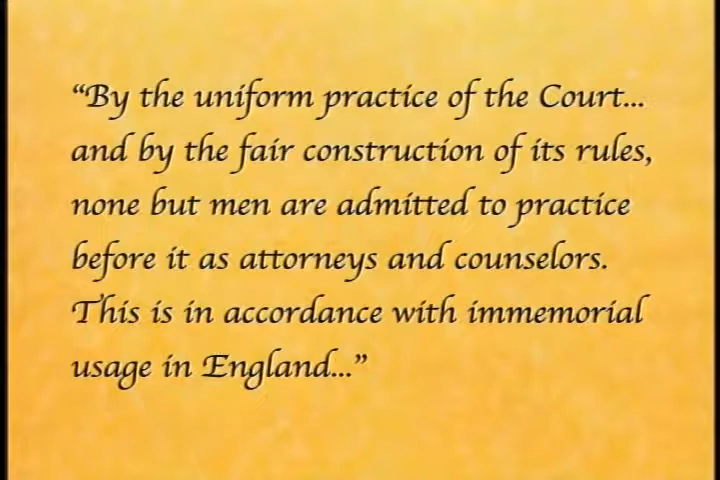 “By the uniform practice of the Court...
and by the fair construction of its rules,
none but men are admitted to practice
before it as attorneys and counselors.
This is in accordance with immemorial
usage in England...”